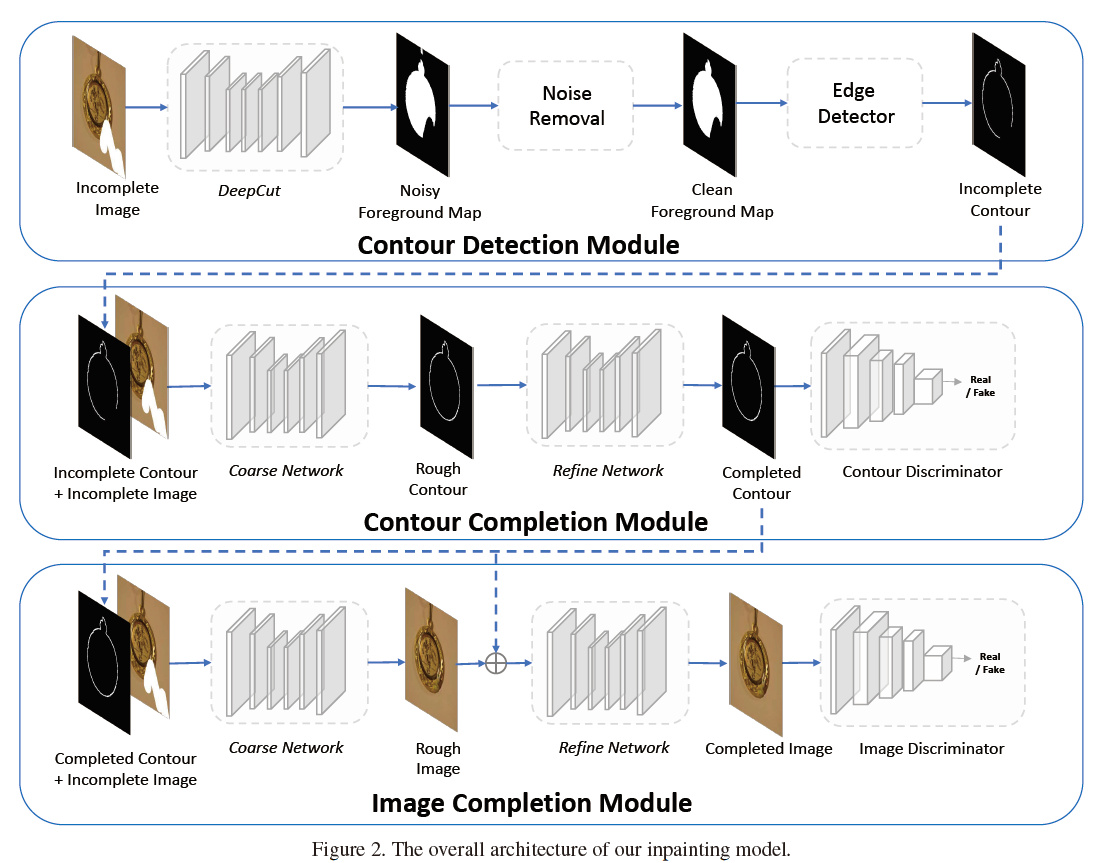 Incomplete
Image
DeepCut
Noisy
Foreground Map
Noise
Removal
Clean
Foreground Map
Edge
Detector
Incomplete
Contour
Contour Detection Module
Incomplete Contour
+ Incomplete Image
Coarse Network
Rough
Contour
Refine Network
Completed
Contour
Real
/ Fake
Contour Discriminator
Contour Completion Module
Completed Contour
+ Incomplete Image
Coarse Network
Rough
Image
Refine Network
Completed Image
Real
/ Fake
Image Discriminator
Image Completion Module
Figure 2. The overall architecture of our inpainting model.